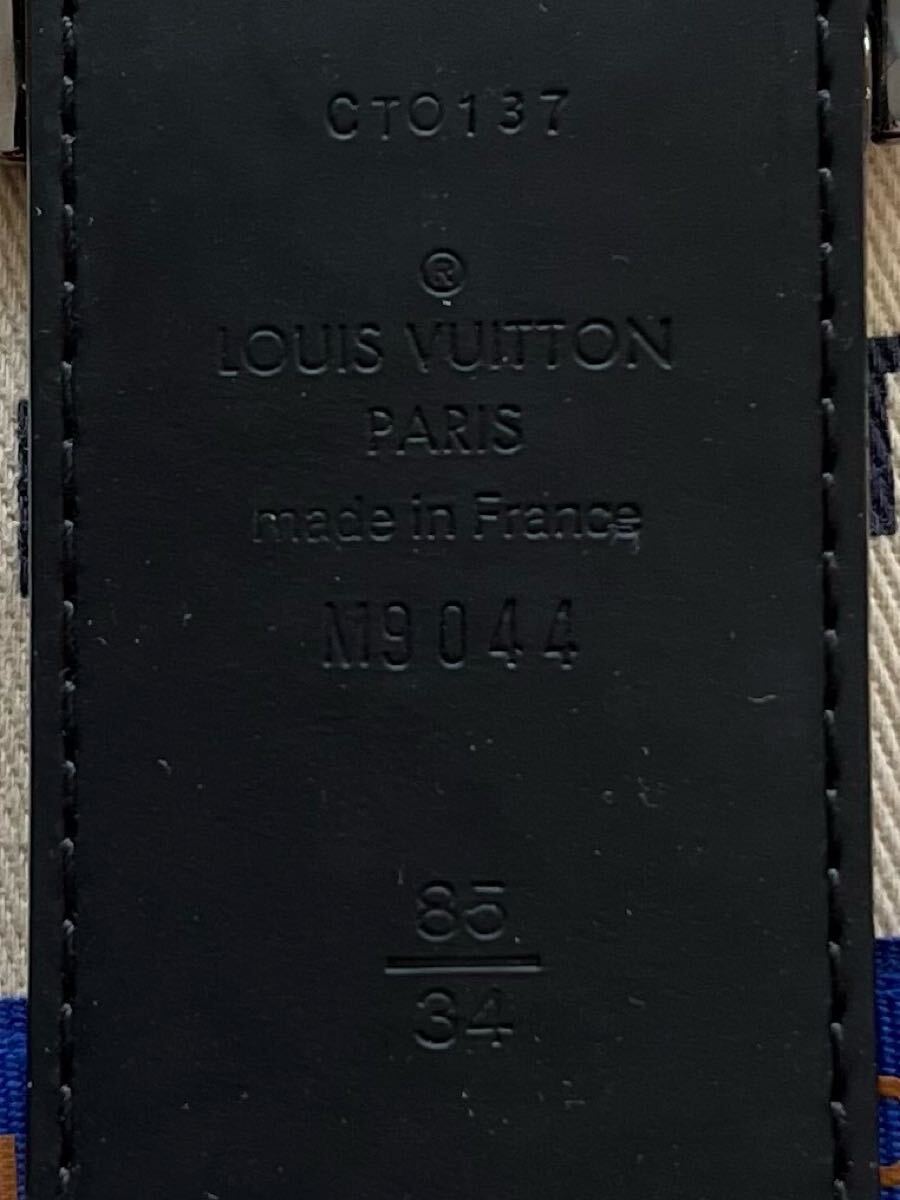 CT0137
®
LOUIS VUITTON
PARIS
made in France
M9044
85
34